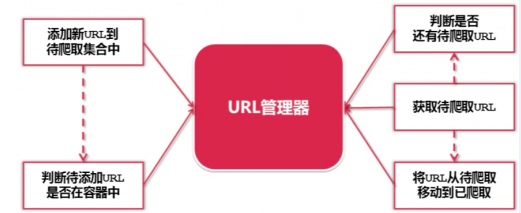 添加新URL到
待爬取集合中
判断待添加URL
是否在容器中
URL管理器
判断是否
还有待爬取URL
获取待爬取URL
将URL从待爬取
移动到已爬取